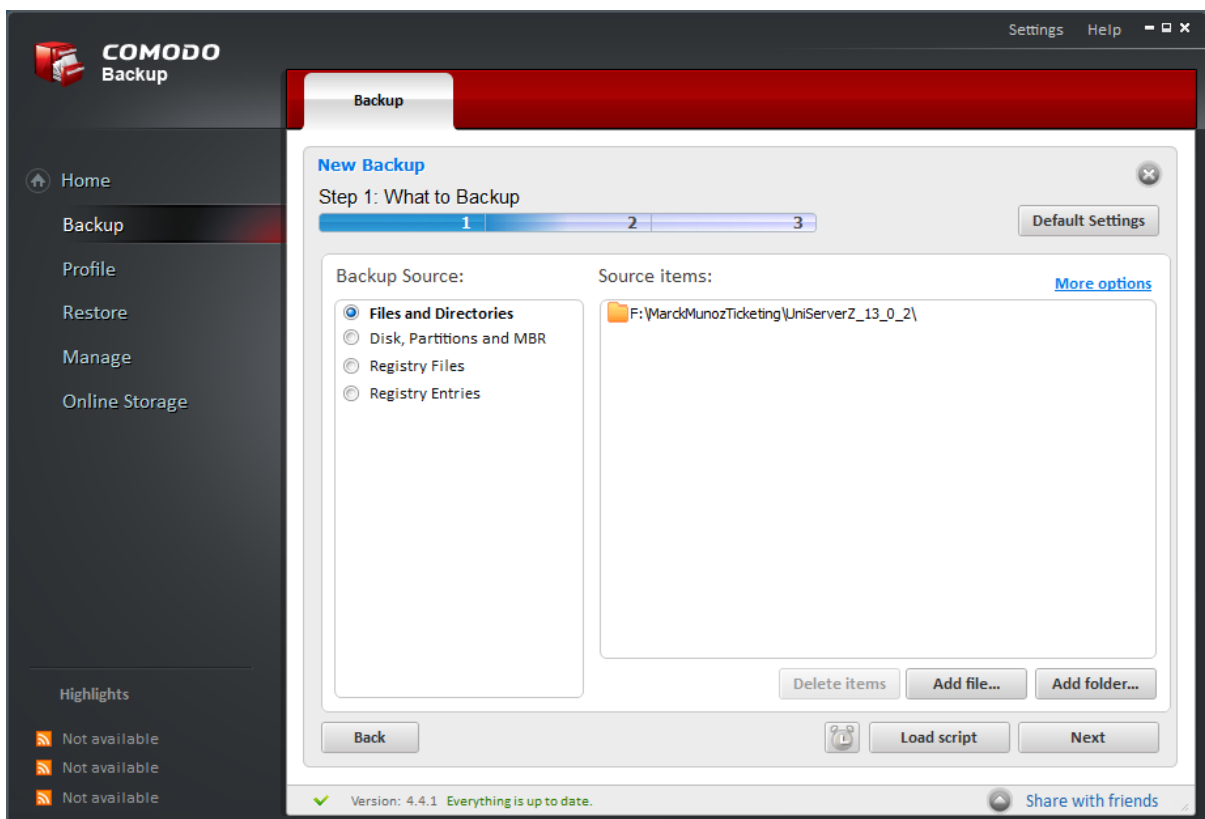 Settings Help
COMODO
Backup
Backup
Home
Backup
Profile
Restore
Manage
Online Storage
Highlights
Not available
Not available
Not available
New Backup
Step 1: What to Backup
1 2 3
Default Settings
Backup Source:
Files and Directories
Disk, Partitions and MBR
Registry Files
Registry Entries
Source items:
More options
F:\MarckMunozTicketing\UniServerZ_13_0_2\
Delete items Add file... Add folder...
Back Load script Next
Version: 4.4.1 Everything is up to date. Share with friends